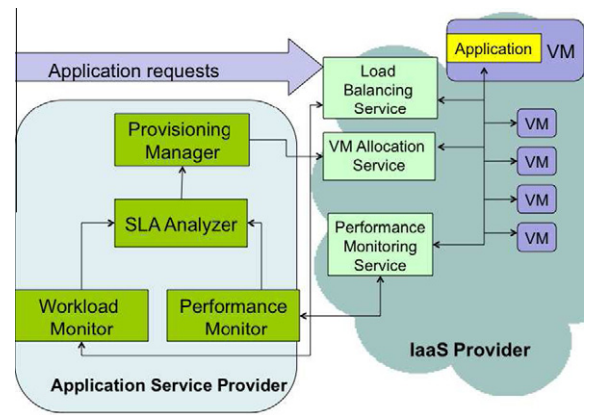 Application requests
Application
VM
Load
Balancing
Service
Provisioning
Manager
VM Allocation
Service
VM
VM
VM
VM
SLA Analyzer
Performance
Monitoring
Service
Workload
Monitor
Performance
Monitor
IaaS Provider
Application Service Provider